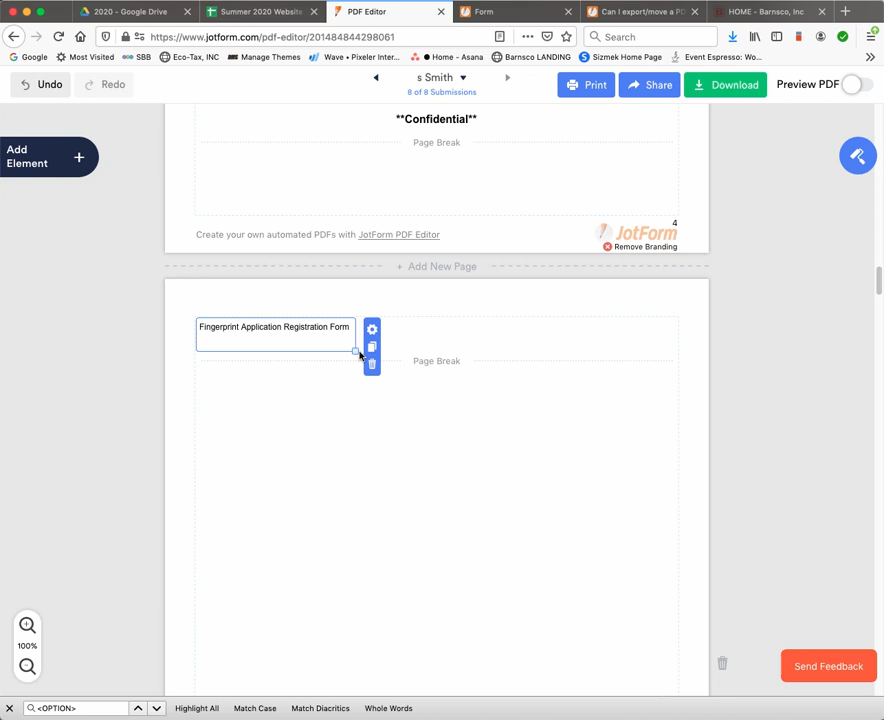 2020 - Google Drive
Summer 2020 Website
PDF Editor
Form
Can I export/move a PD
HOME - Barnsco, Inc
https://www.jotform.com/pdf-editor/201484844298061
Search
Google
Most Visited
SBB
Eco-Tax, INC
Manage Themes
Wave • Pixeler Inter...
● Home - Asana
Barnsco LANDING
Sizmek Home Page
Event Espresso: Wo...
Undo
Redo
s Smith
8 of 8 Submissions
Print
Share
Download
Preview PDF
Add
Element +
**Confidential**
Page Break
4
Create your own automated PDFs with JotForm PDF Editor
JotForm
Remove Branding
+ Add New Page
Fingerprint Application Registration Form
Page Break
100%
Send Feedback
<OPTION>
Highlight All
Match Case
Match Diacritics
Whole Words